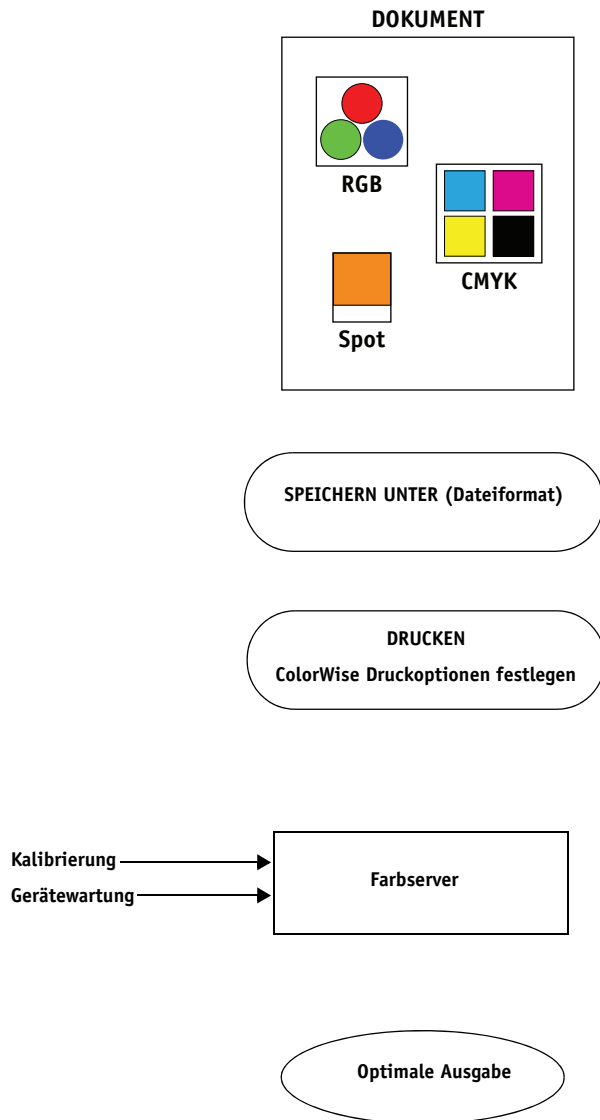 DOKUMENT
RGB
CMYK
Spot
SPEICHERN UNTER (Dateiformat)
DRUCKEN
ColorWise Druckoptionen festlegen
Kalibrierung
Gerätewartung
Farbserver
Optimale Ausgabe